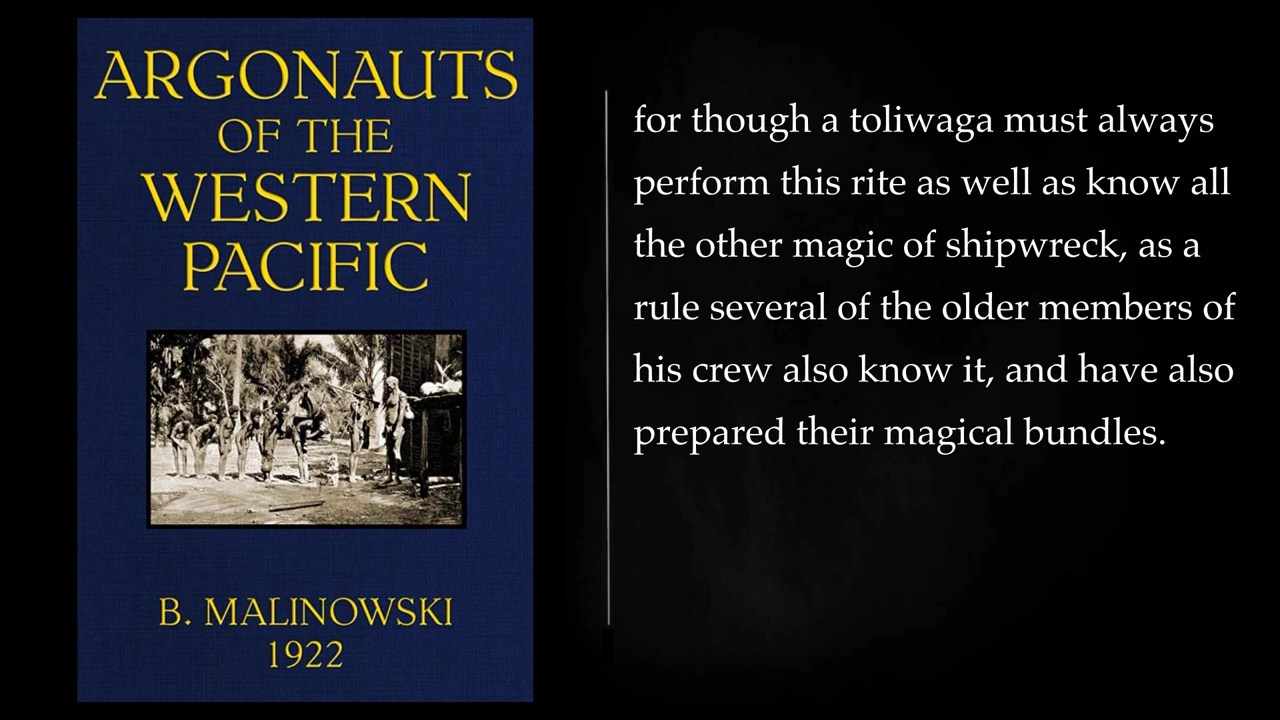 ARGONAUTS
OF THE
WESTERN
PACIFIC
B. MALINOWSKI
1922
for though a toliwaga must always
perform this rite as well as know all
the other magic of shipwreck, as a
rule several of the older members of
his crew also know it, and have also
prepared their magical bundles.